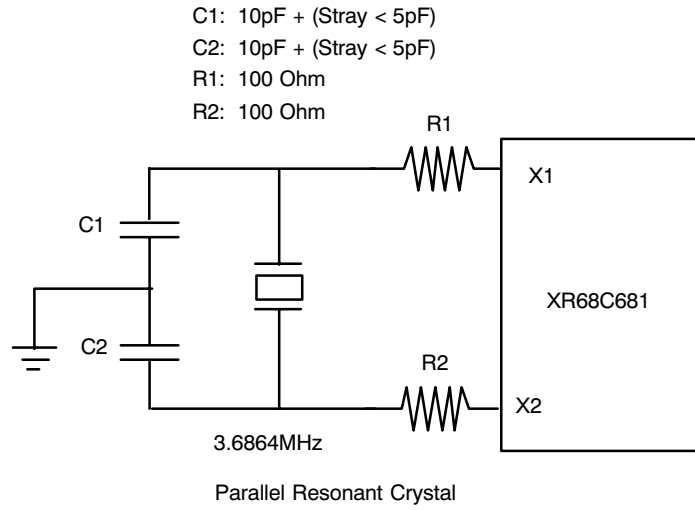 C1: 10pF + (Stray < 5pF)
C2: 10pF + (Stray < 5pF)
R1: 100 Ohm
R2: 100 Ohm
R1
X1
C1
XR68C681
C2
R2
X2
3.6864MHz
Parallel Resonant Crystal